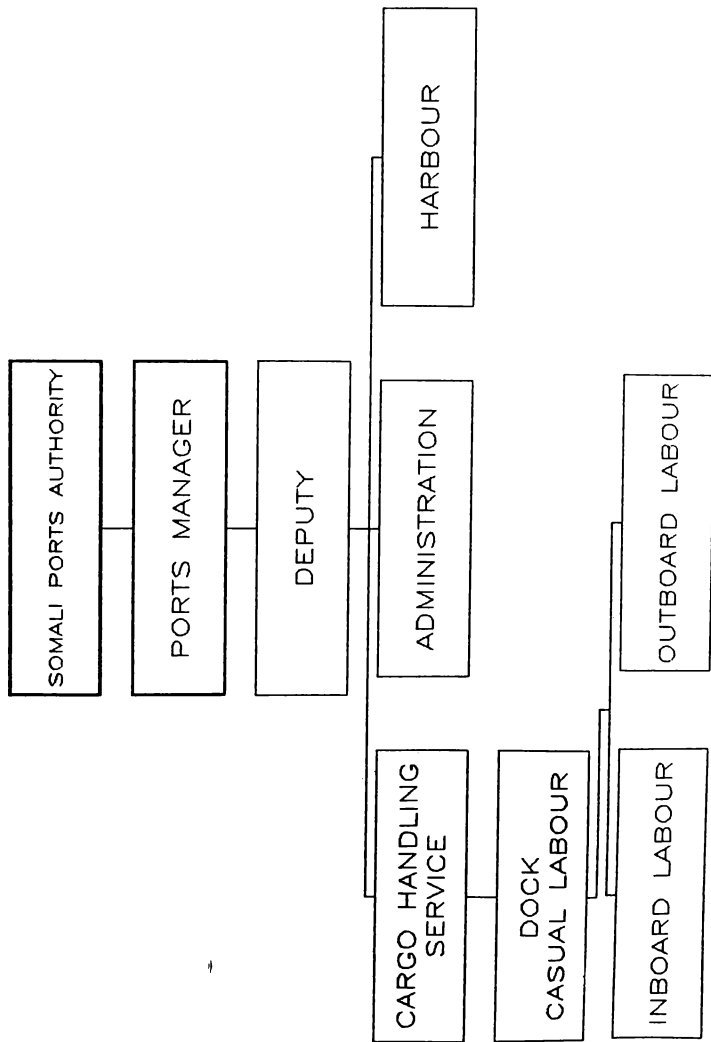 SOMALI PORTS AUTHORITY
PORTS MANAGER
DEPUTY
CARGO HANDLING
SERVICE
ADMINISTRATION
HARBOUR
DOCK
CASUAL LABOUR
INBOARD LABOUR
OUTBOARD LABOUR